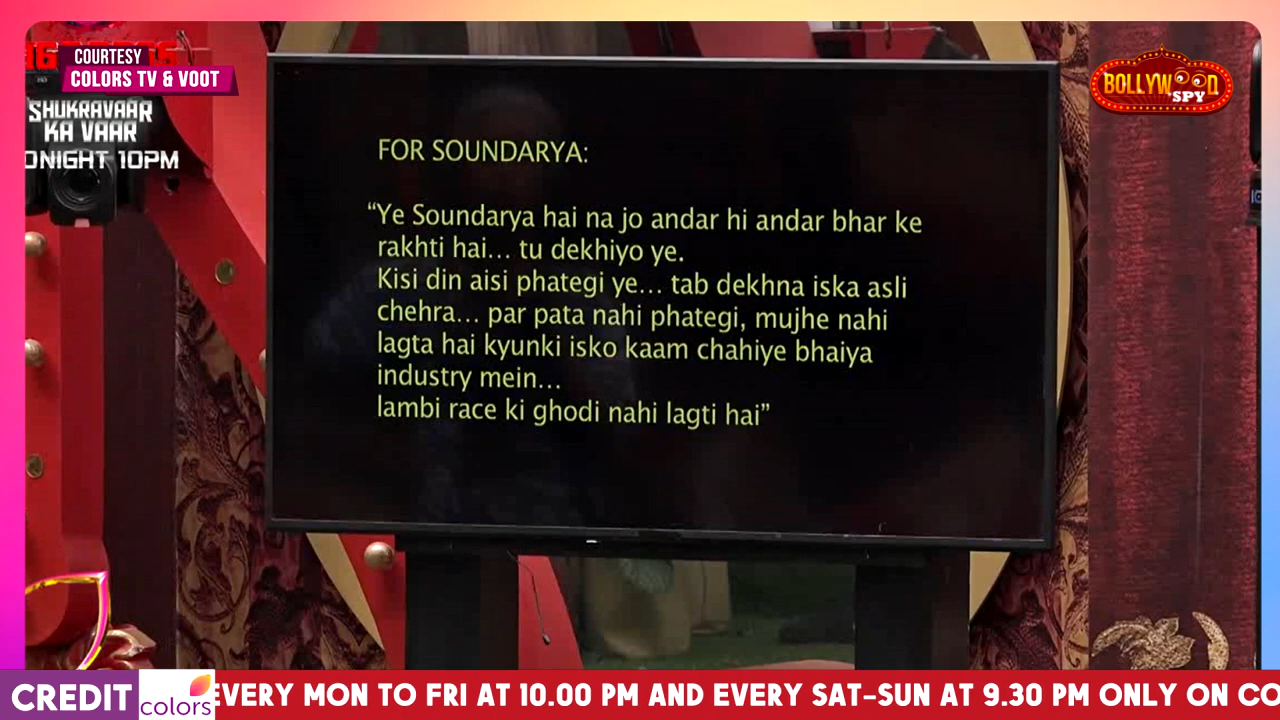 COURTESY
COLORS TV & VOOT
SHUKRAVAAR
KA VAAR
ONIGHT 10PM
BOLLYWOOD
SPY
FOR SOUNDARYA:
“Ye Soundarya hai na jo andar hi andar bhar ke
rakhti hai... tu dekhiyo ye.
Kisi din aisi phategi ye... tab dekhna iska asli
chehra... par pata nahi phategi, mujhe nahi
lagta hai kyunki isko kaam chahiye bhaiya
industry mein...
lambi race ki ghodi nahi lagti hai”
CREDIT colors
EVERY MON TO FRI AT 10.00 PM AND EVERY SAT-SUN AT 9.30 PM ONLY ON CO